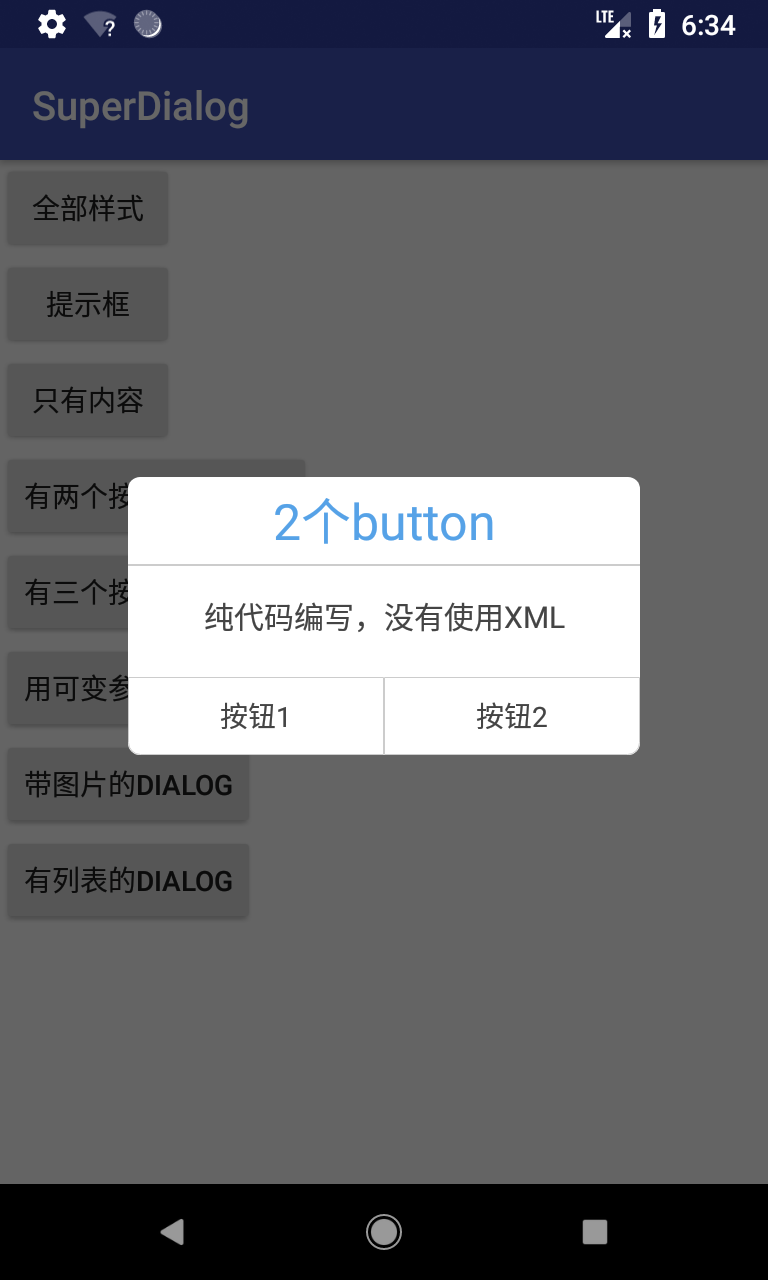 LTE 6:34
SuperDialog
全部样式
提示框
只有内容
有两个按
2个button
有三个按
纯代码编写，没有使用XML
用可变参
按钮1
按钮2
带图片的DIALOG
有列表的DIALOG